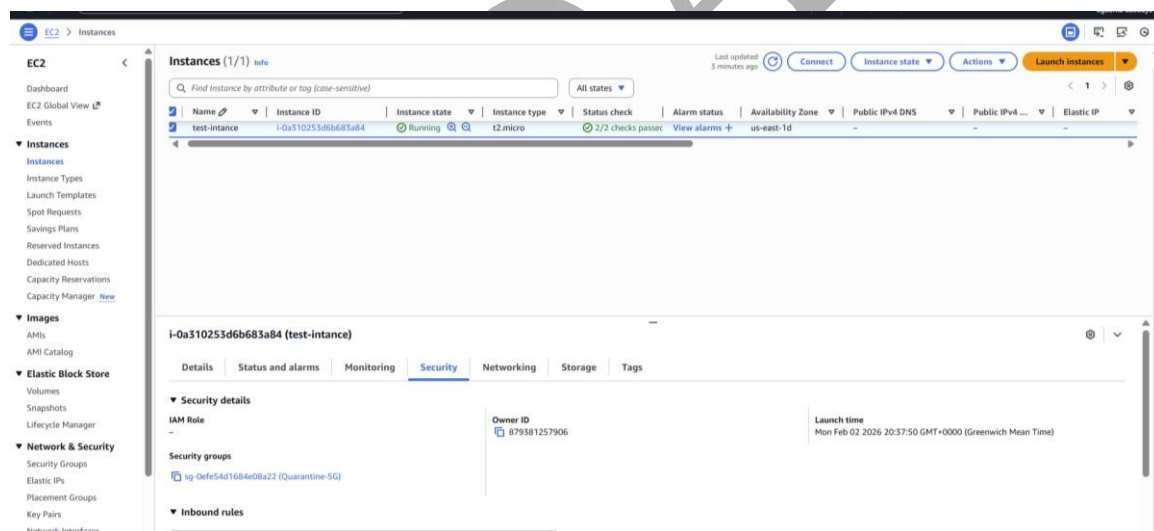 EC2 > Instances
EC2
Dashboard
EC2 Global View
Events
Instances
Instances
Instance Types
Launch Templates
Spot Requests
Savings Plans
Reserved Instances
Dedicated Hosts
Capacity Reservations
Capacity Manager New
Images
AMIs
AMI Catalog
Elastic Block Store
Volumes
Snapshots
Lifecycle Manager
Network & Security
Security Groups
Elastic IPs
Placement Groups
Key Pairs
Network Interfaces
Instances (1/1) Info
Last updated
3 minutes ago
Connect Instance state Actions Launch instances
Find Instance by attribute or tag (case-sensitive) All states 1
Name Instance ID Instance state Instance type Status check Alarm status Availability Zone Public IPv4 DNS Public IPv4 ... Elastic IP
test-intance i-0a310253d6b683a84 Running t2.micro 2/2 checks passec View alarms + us-east-1d – – –
i-0a310253d6b683a84 (test-intance)
Details Status and alarms Monitoring Security Networking Storage Tags
Security details
IAM Role Owner ID Launch time
– 879381257906 Mon Feb 02 2026 20:37:50 GMT+0000 (Greenwich Mean Time)
Security groups
sg-0efe54d1684e08a22 (Quarantine-SG)
Inbound rules